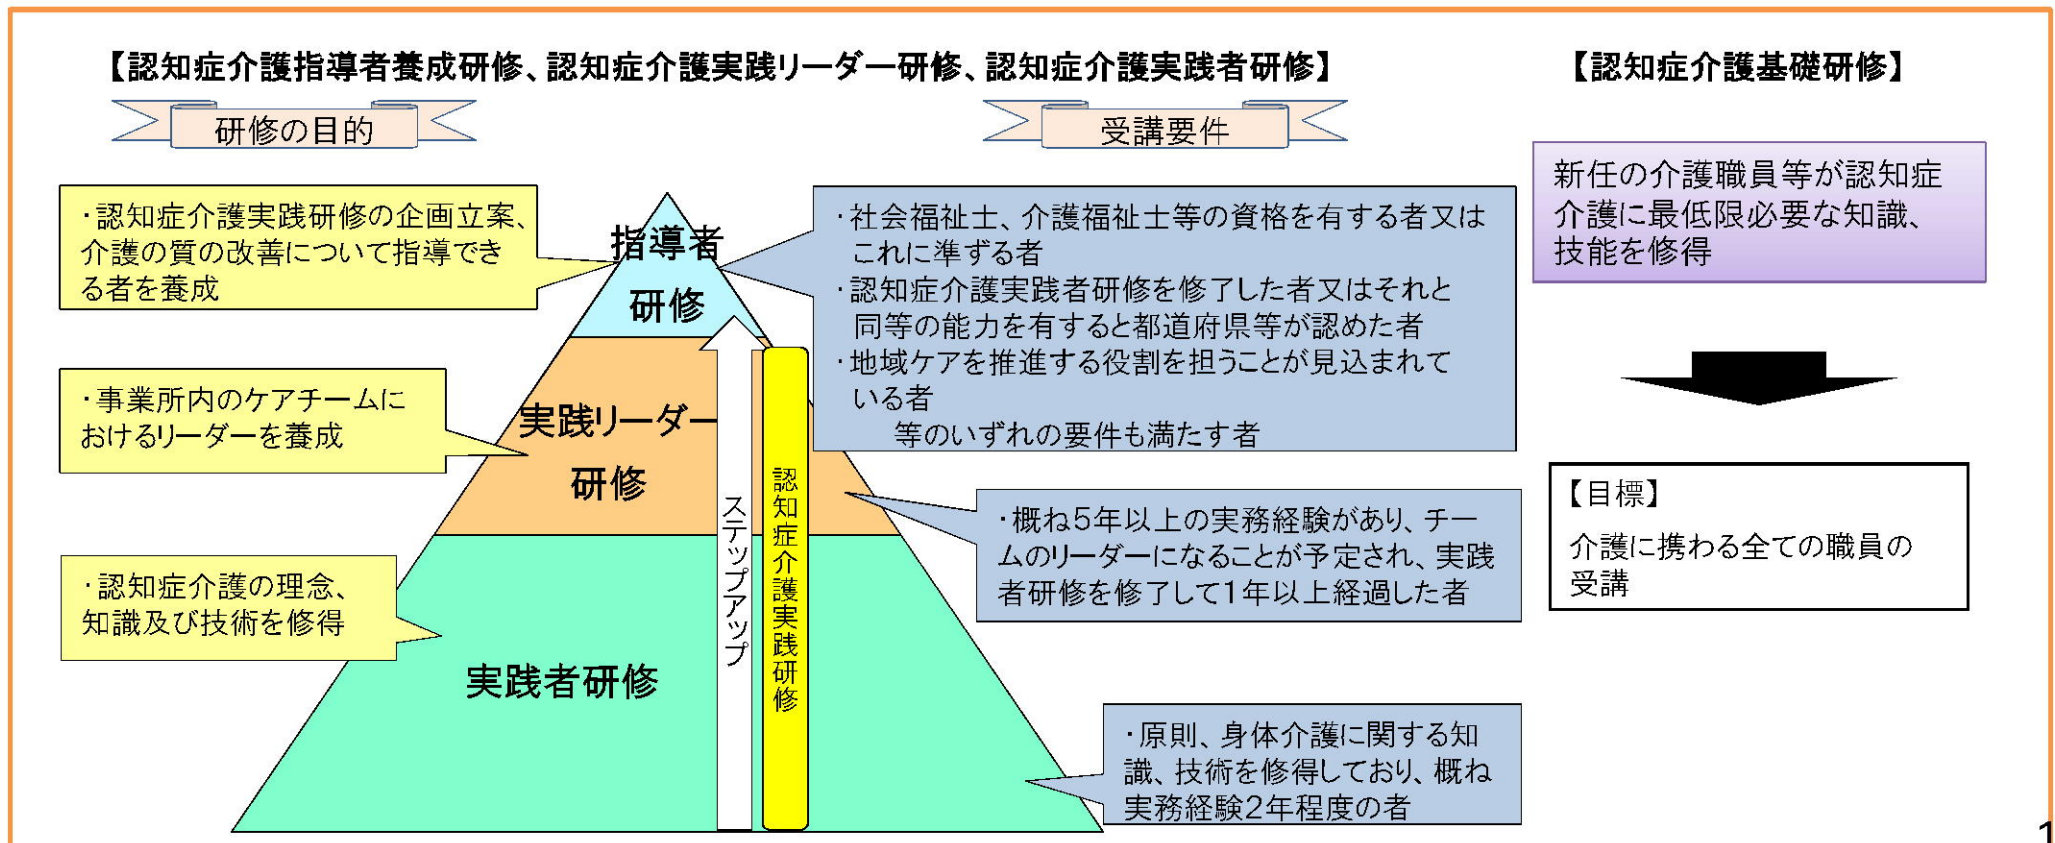 【認知症介護指導者養成研修、認知症介護実践リーダー研修、認知症介護実践者研修】
研修の目的
受講要件
・認知症介護実践研修の企画立案、
介護の質の改善について指導でき
る者を養成
・事業所内のケアチームに
おけるリーダーを養成
・認知症介護の理念、
知識及び技術を修得
指導者
研修
実践リーダー
研修
実践者研修
ステップアップ
認知症介護実践研修
・社会福祉士、介護福祉士等の資格を有する者又は
これに準ずる者
・認知症介護実践者研修を修了した者又はそれと
同等の能力を有すると都道府県等が認めた者
・地域ケアを推進する役割を担うことが見込まれて
いる者
等のいずれの要件も満たす者
・概ね5年以上の実務経験があり、チー
ムのリーダーになることが予定され、実践
者研修を修了して1年以上経過した者
・原則、身体介護に関する知
識、技術を修得しており、概ね
実務経験2年程度の者
【認知症介護基礎研修】
新任の介護職員等が認知症
介護に最低限必要な知識、
技能を修得
【目標】
介護に携わる全ての職員の
受講
1